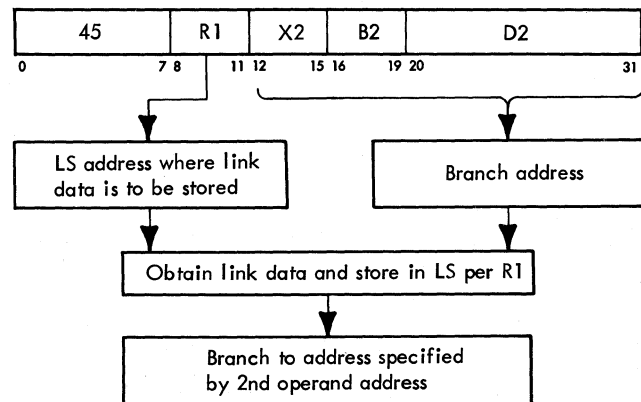 45 R1 X2 B2 D2
0 7 8 11 12 15 16 19 20 31
LS address where link
data is to be stored
Branch address
Obtain link data and store in LS per R1
Branch to address specified
by 2nd operand address